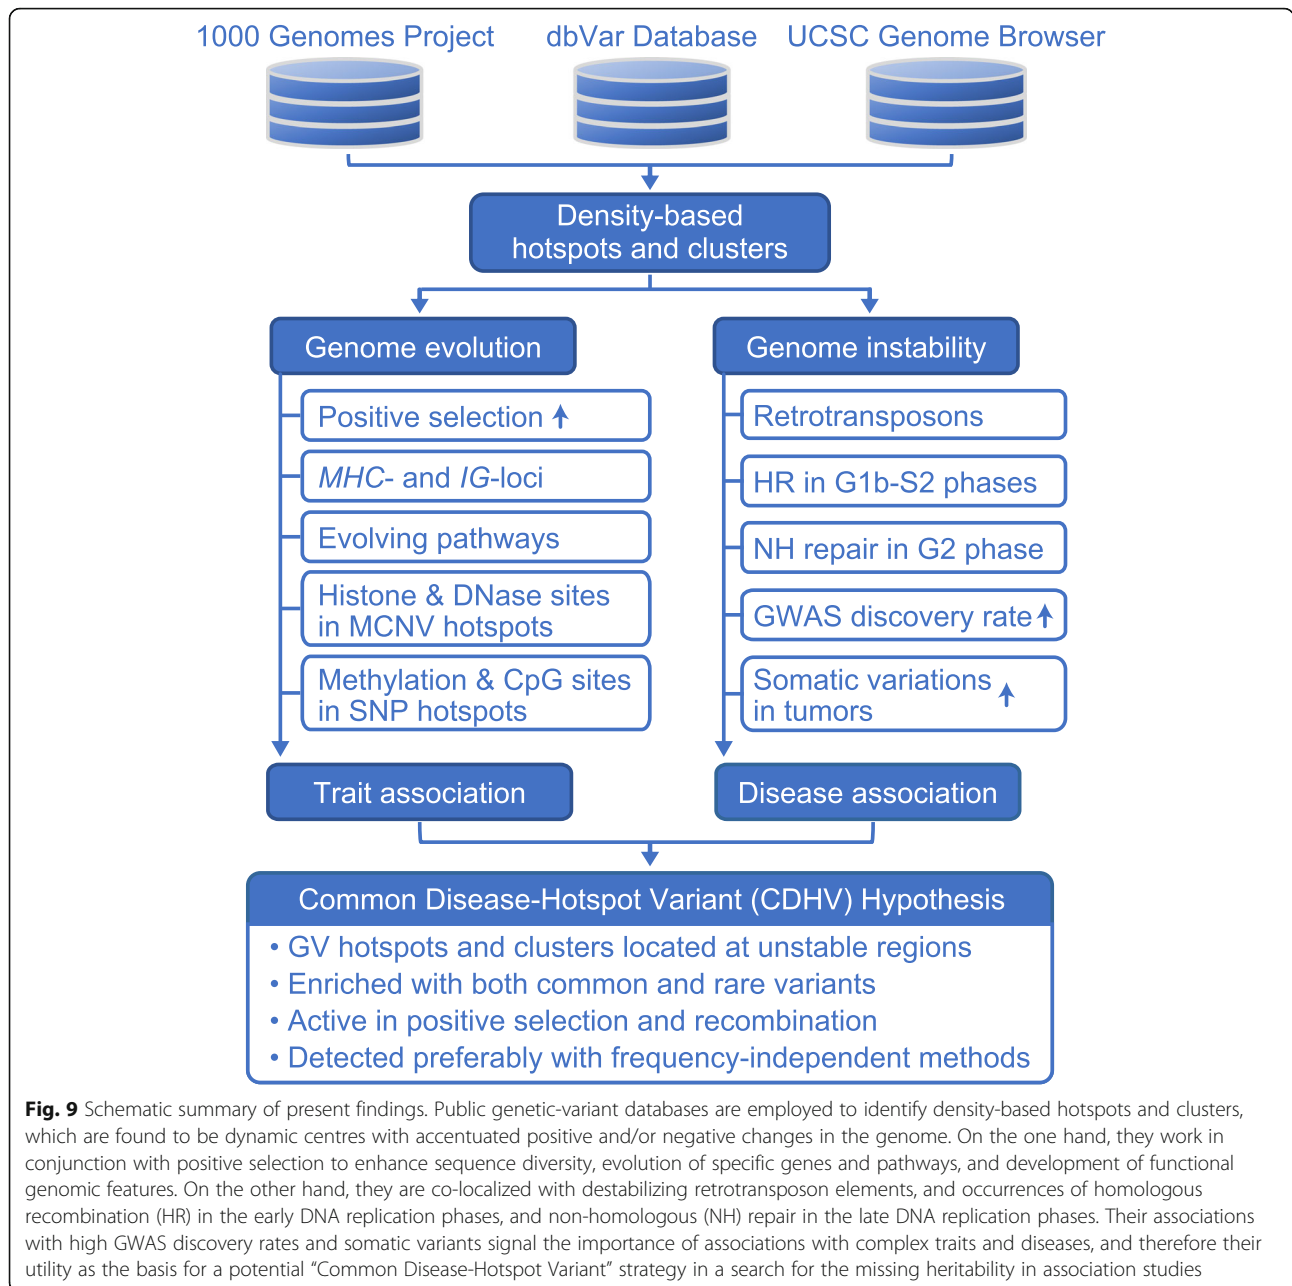 1000 Genomes Project dbVar Database UCSC Genome Browser
Density-based
hotspots and clusters
Genome evolution
Positive selection
MHC- and IG-loci
Evolving pathways
Histone & DNase sites
in MCNV hotspots
Methylation & CpG sites
in SNP hotspots
Trait association
Genome instability
Retrotransposons
HR in G1b-S2 phases
NH repair in G2 phase
GWAS discovery rate
Somatic variations
in tumors
Disease association
Common Disease-Hotspot Variant (CDHV) Hypothesis
• GV hotspots and clusters located at unstable regions
• Enriched with both common and rare variants
• Active in positive selection and recombination
• Detected preferably with frequency-independent methods
Fig. 9 Schematic summary of present findings. Public genetic-variant databases are employed to identify density-based hotspots and clusters,
which are found to be dynamic centres with accentuated positive and/or negative changes in the genome. On the one hand, they work in
conjunction with positive selection to enhance sequence diversity, evolution of specific genes and pathways, and development of functional
genomic features. On the other hand, they are co-localized with destabilizing retrotransposon elements, and occurrences of homologous
recombination (HR) in the early DNA replication phases, and non-homologous (NH) repair in the late DNA replication phases. Their associations
with high GWAS discovery rates and somatic variants signal the importance of associations with complex traits and diseases, and therefore their
utility as the basis for a potential “Common Disease-Hotspot Variant” strategy in a search for the missing heritability in association studies